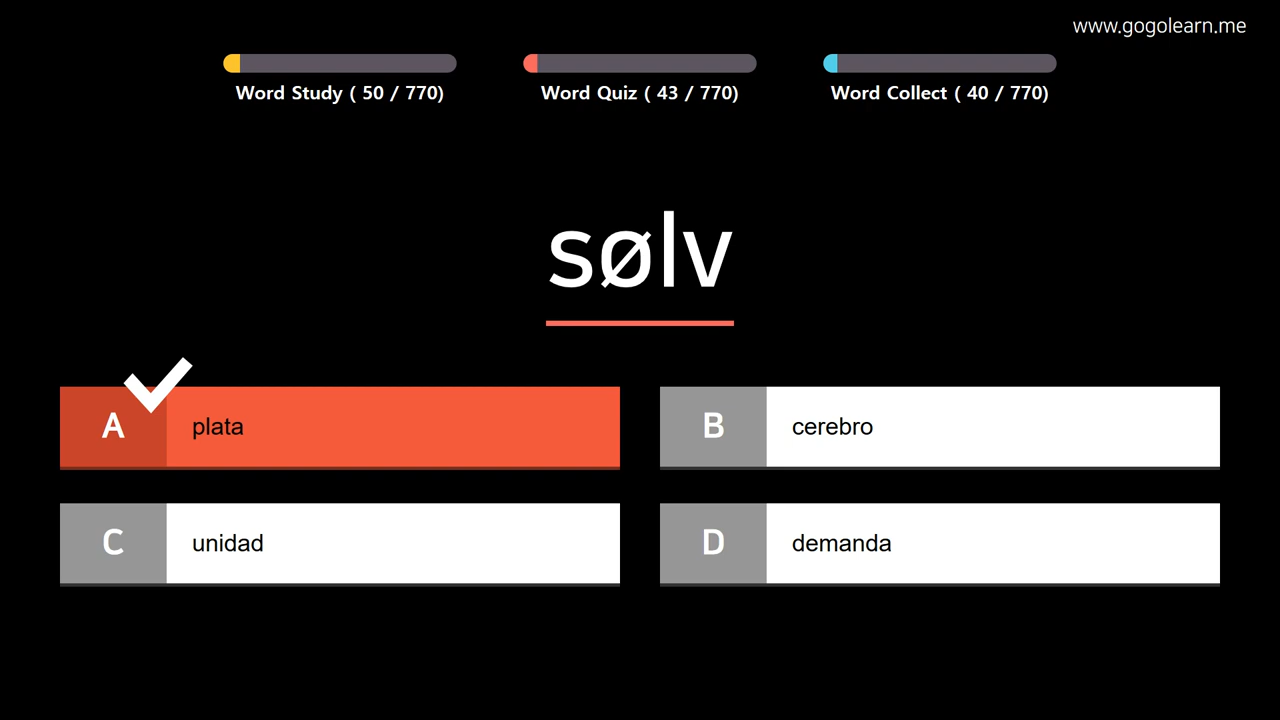 www.gogolearn.me
Word Study ( 50 / 770)
Word Quiz ( 43 / 770)
Word Collect ( 40 / 770)
sølv
A plata
B cerebro
C unidad
D demanda